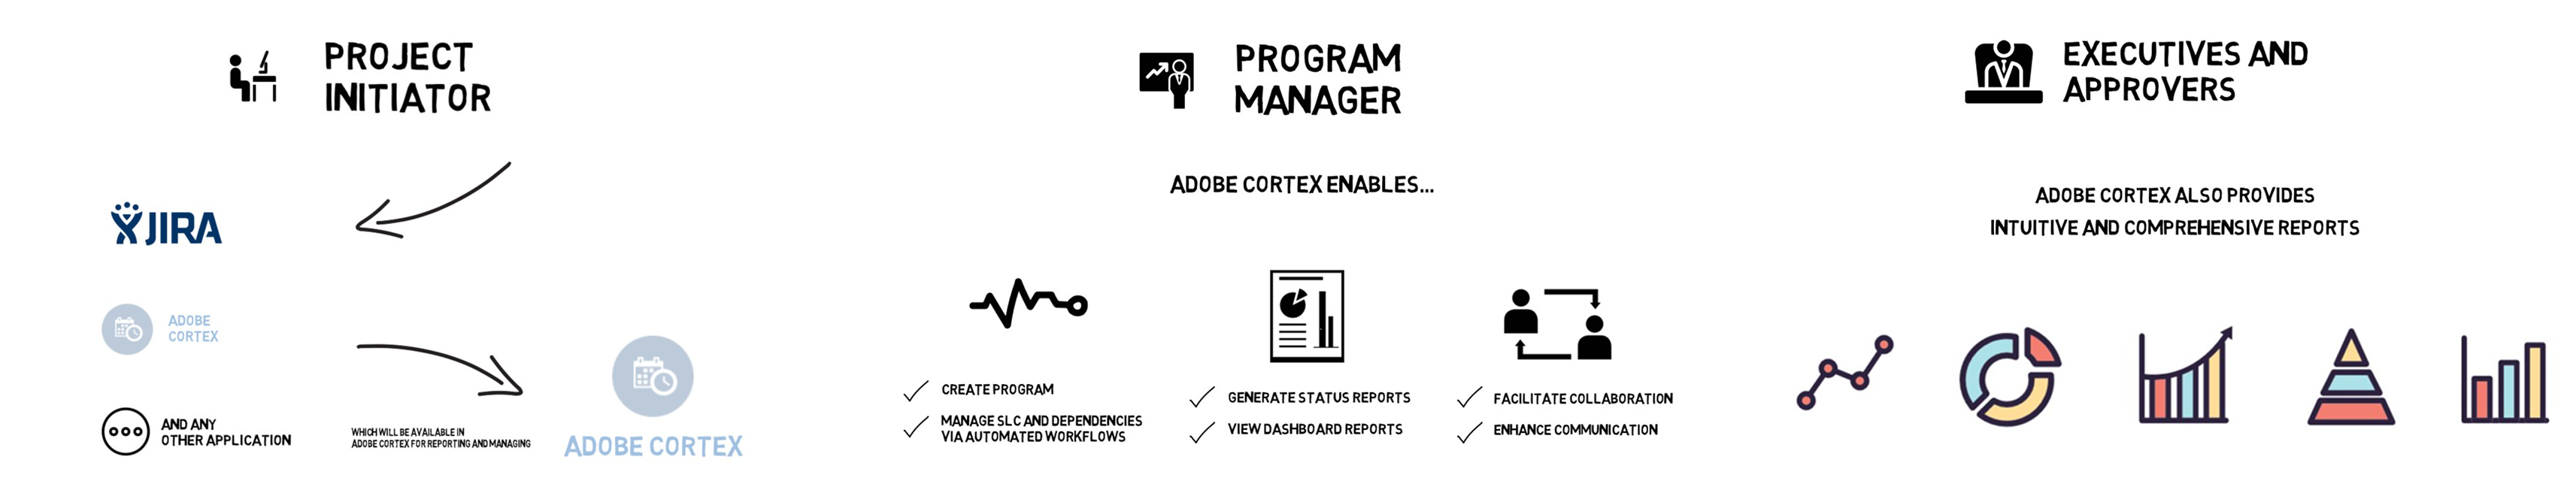 PROJECT
INITIATOR
JIRA
ADOBE
CORTEX
AND ANY
OTHER APPLICATION
WHICH WILL BE AVAILABLE IN
ADOBE CORTEX FOR REPORTING AND MANAGING
ADOBE CORTEX
PROGRAM
MANAGER
ADOBE CORTEX ENABLES...
CREATE PROGRAM
MANAGE SLC AND DEPENDENCIES
VIA AUTOMATED WORKFLOWS
GENERATE STATUS REPORTS
VIEW DASHBOARD REPORTS
FACILITATE COLLABORATION
ENHANCE COMMUNICATION
EXECUTIVES AND
APPROVERS
ADOBE CORTEX ALSO PROVIDES
INTUITIVE AND COMPREHENSIVE REPORTS